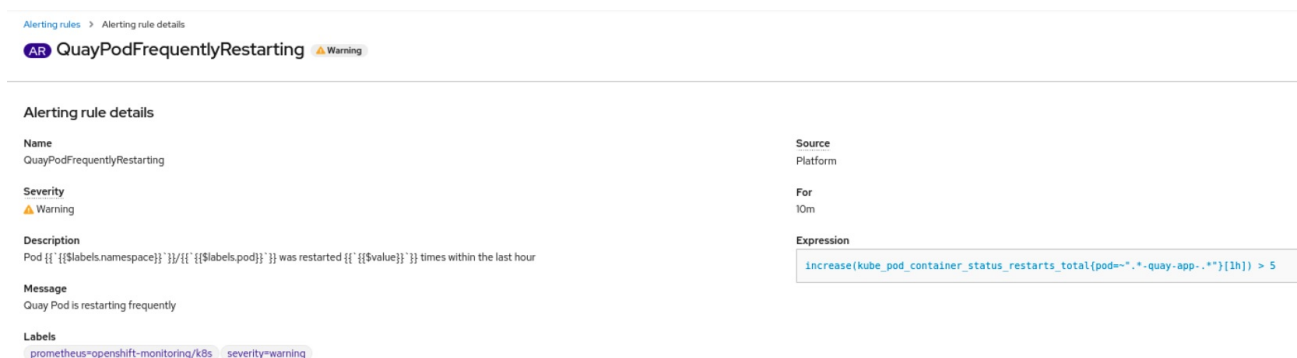 Alerting rules > Alerting rule details
AR QuayPodFrequentlyRestarting Warning
Alerting rule details
Name
QuayPodFrequentlyRestarting
Source
Platform
Severity
Warning
For
10m
Description
Pod {{`{{$labels.namespace}}`}}/{{`{{$labels.pod}}`}} was restarted {{`{{$value}}`}} times within the last hour
Expression
increase(kube_pod_container_status_restarts_total{pod=~".*-quay-app-.*"}[1h]) > 5
Message
Quay Pod is restarting frequently
Labels
prometheus=openshift-monitoring/k8s severity=warning